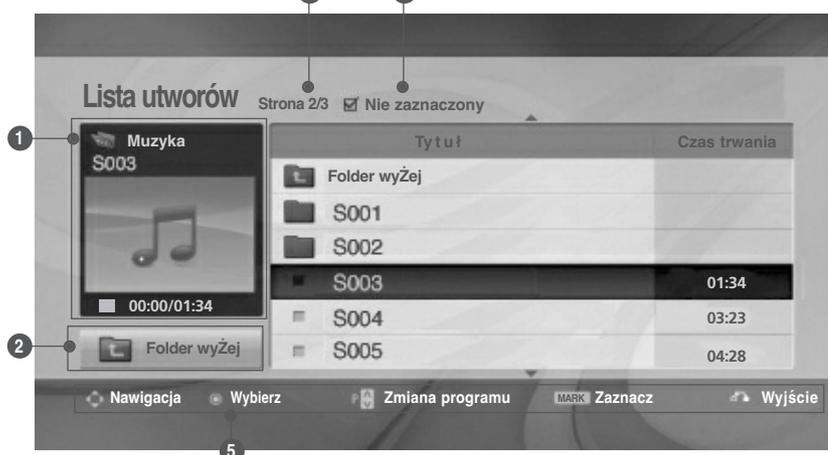 Lista utworów Strona 2/3 Nie zaznaczony
1
Muzyka
S003
00:00/01:34
2
Folder wyŻej
Tytuł Czas trwania
Folder wyŻej
S001
S002
S003 01:34
S004 03:23
S005 04:28
Nawigacja Wybierz P Zmiana programu MARK Zaznacz Wyjście
5